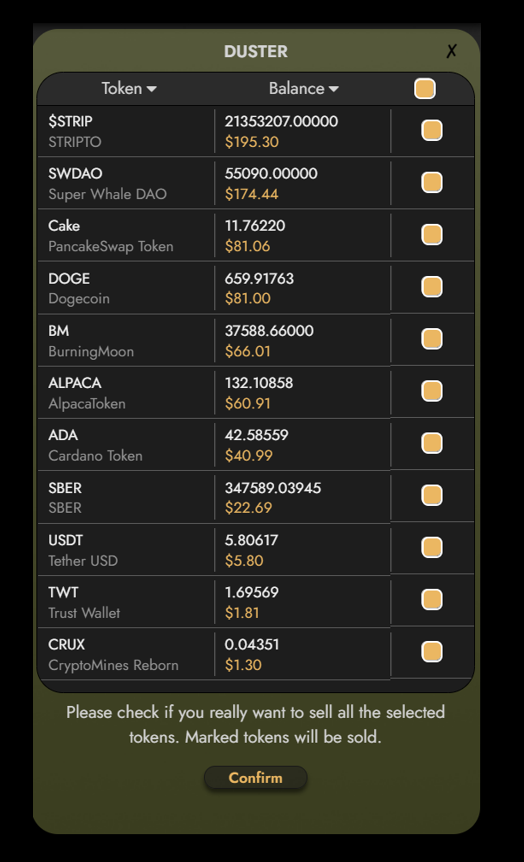 DUSTER
✗
Token Balance
$STRIP 21353207.00000
STRIPTO $195.30
SWDAO 55090.00000
Super Whale DAO $174.44
Cake 11.76220
PancakeSwap Token $81.06
DOGE 659.91763
Dogecoin $81.00
BM 37588.66000
BurningMoon $66.01
ALPACA 132.10858
AlpacaToken $60.91
ADA 42.58559
Cardano Token $40.99
SBER 347589.03945
SBER $22.69
USDT 5.80617
Tether USD $5.80
TWT 1.69569
Trust Wallet $1.81
CRUX 0.04351
CryptoMines Reborn $1.30
Please check if you really want to sell all the selected
tokens. Marked tokens will be sold.
Confirm